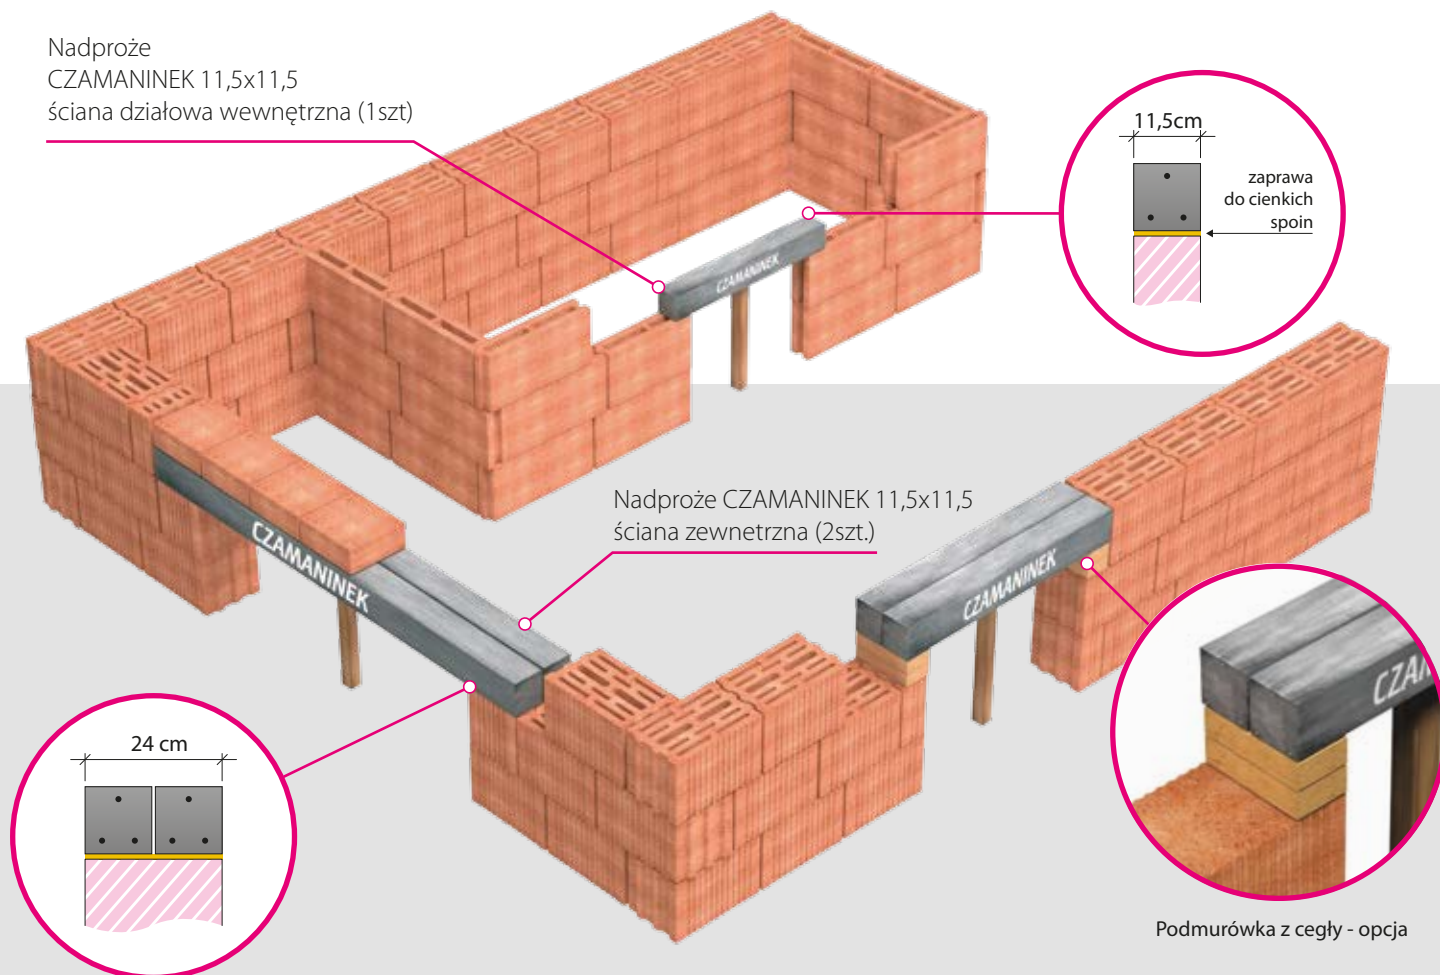 Nadproże
CZAMANINEK 11,5x11,5
ściana działowa wewnętrzna (1szt)
11,5cm
zaprawa
do cienkich
spoin
CZAMANINEK
Nadproże CZAMANINEK 11,5x11,5
ściana zewnetrzna (2szt.)
CZAMANINEK
CZAMANINEK
CZAM
24 cm
Podmurówka z cegły - opcja